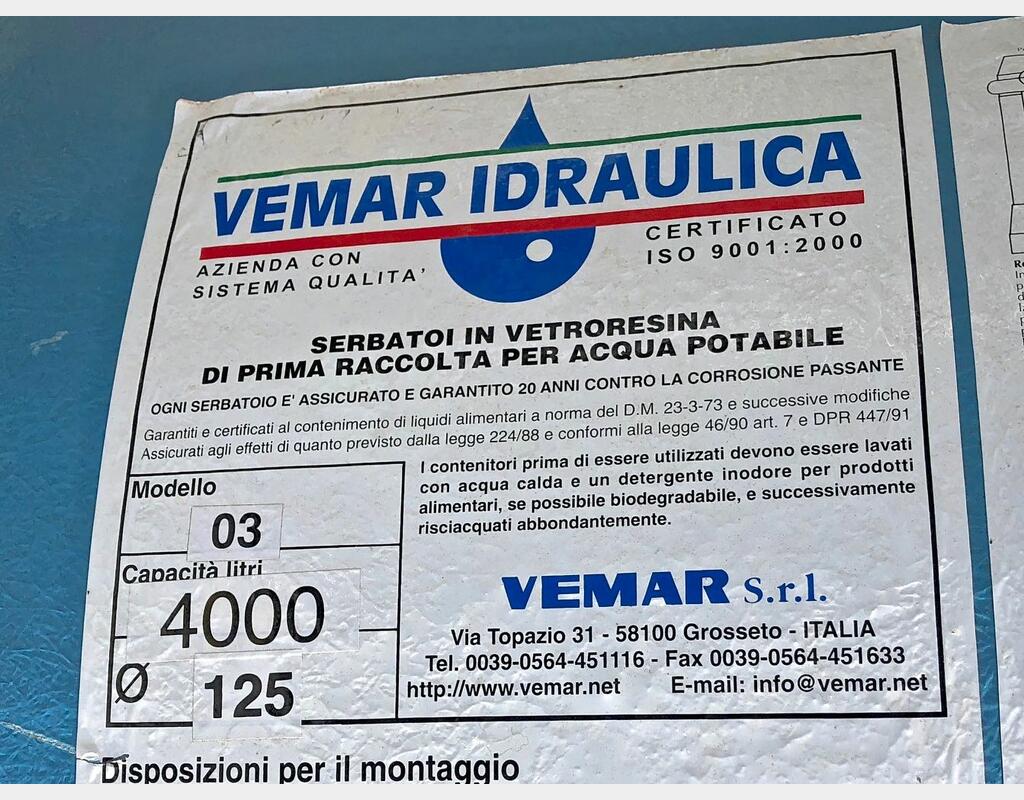 VEMAR IDRAULICA
AZIENDA CON
SISTEMA QUALITA'
CERTIFICATO
ISO 9001:2000
SERBATOI IN VETRORESINA
DI PRIMA RACCOLTA PER ACQUA POTABILE
OGNI SERBATOIO E' ASSICURATO E GARANTITO 20 ANNI CONTRO LA CORROSIONE PASSANTE
Garantiti e certificati al contenimento di liquidi alimentari a norma del D.M. 23-3-73 e successive modifiche
Assicurati agli effetti di quanto previsto dalla legge 224/88 e conformi alla legge 46/90 art. 7 e DPR 447/91
Modello
03
Capacità litri
4000
Ø 125
I contenitori prima di essere utilizzati devono essere lavati
con acqua calda e un detergente inodore per prodotti
alimentari, se possibile biodegradabile, e successivamente
risciacquati abbondantemente.
VEMAR s.r.l.
Via Topazio 31 - 58100 Grosseto - ITALIA
Tel. 0039-0564-451116 - Fax 0039-0564-451633
http://www.vemar.net E-mail: info@vemar.net
Disposizioni per il montaggio